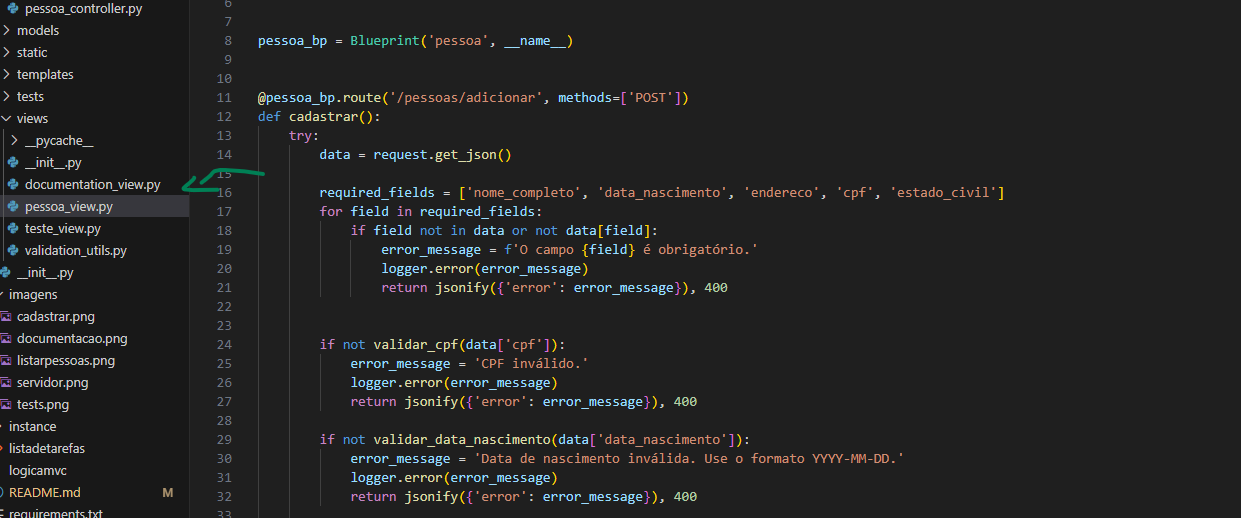 pessoa_controller.py
models
static
templates
tests
views
__pycache__
__init__.py
documentation_view.py
pessoa_view.py
teste_view.py
validation_utils.py
__init__.py
imagens
cadastrar.png
documentacao.png
listarpessoas.png
servidor.png
tests.png
instance
listadetarefas
logicamvc
README.md M
requirements.txt
6
7
8 pessoa_bp = Blueprint('pessoa', __name__)
9
10
11 @pessoa_bp.route('/pessoas/adicionar', methods=['POST'])
12 def cadastrar():
13 try:
14 data = request.get_json()
15
16 required_fields = ['nome_completo', 'data_nascimento', 'endereco', 'cpf', 'estado_civil']
17 for field in required_fields:
18 if field not in data or not data[field]:
19 error_message = f'O campo {field} é obrigatório.'
20 logger.error(error_message)
21 return jsonify({'error': error_message}), 400
22
23
24 if not validar_cpf(data['cpf']):
25 error_message = 'CPF inválido.'
26 logger.error(error_message)
27 return jsonify({'error': error_message}), 400
28
29 if not validar_data_nascimento(data['data_nascimento']):
30 error_message = 'Data de nascimento inválida. Use o formato YYYY-MM-DD.'
31 logger.error(error_message)
32 return jsonify({'error': error_message}), 400
33